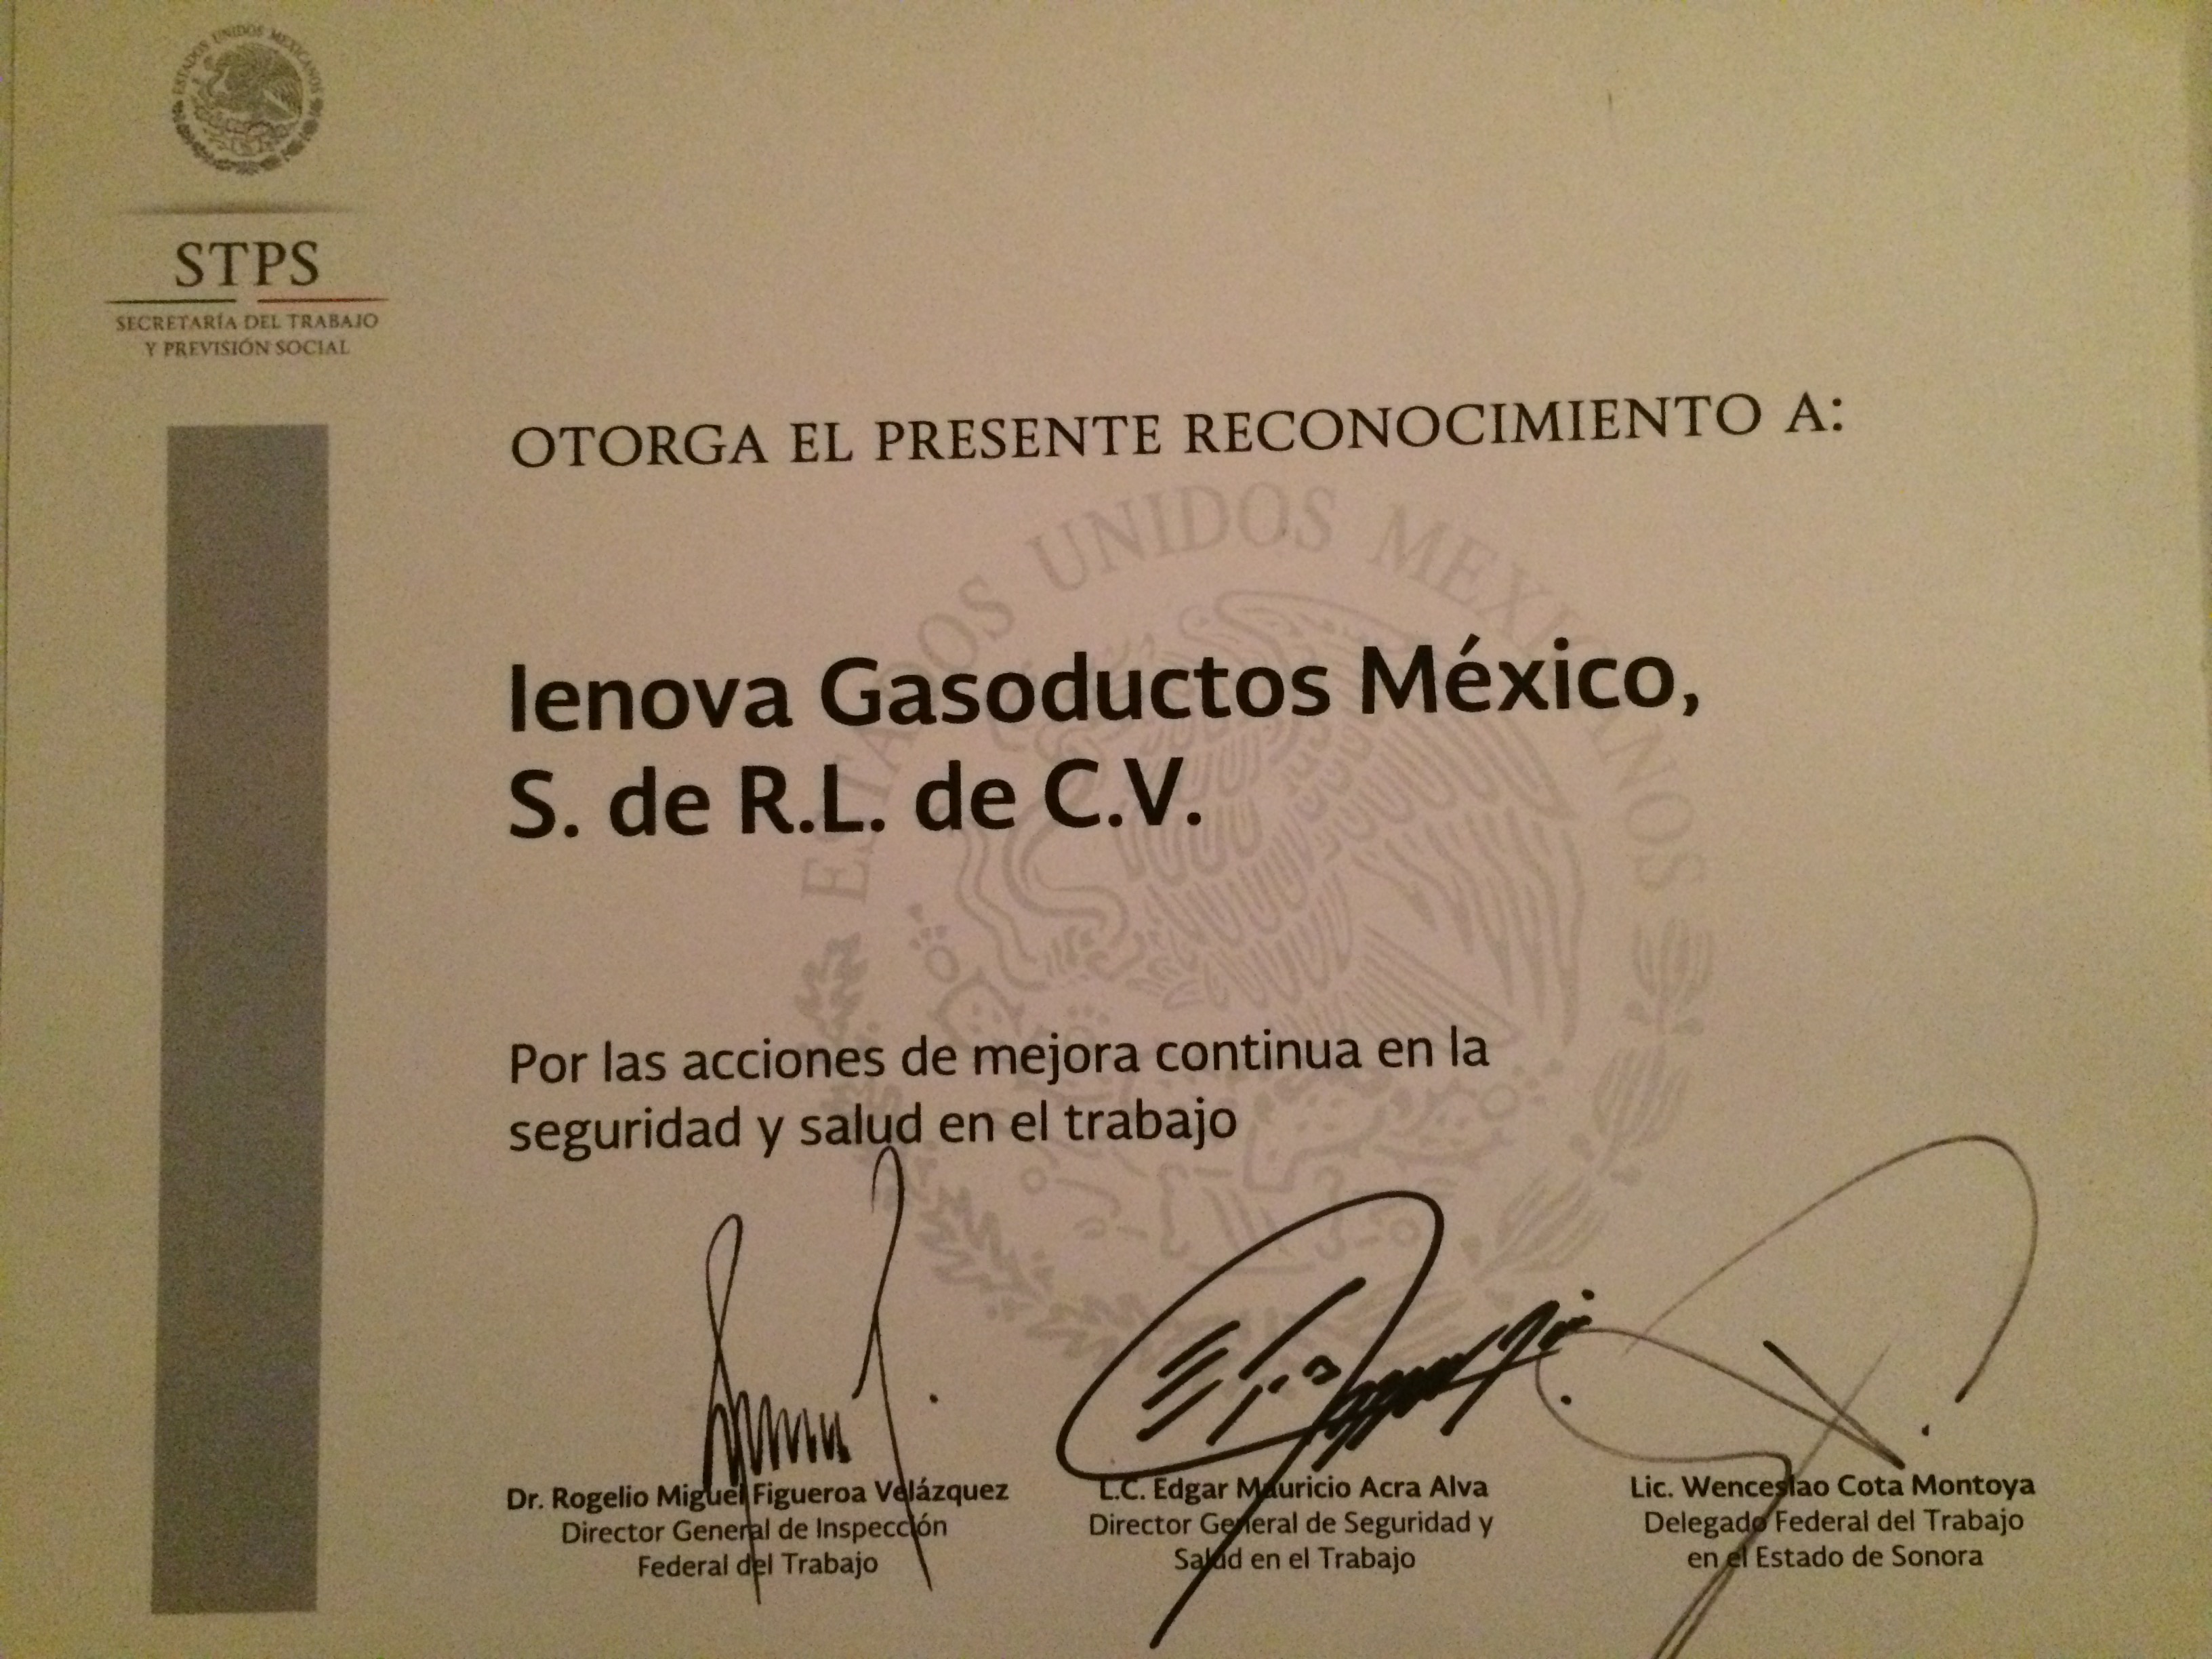 ESTADOS UNIDOS MEXICANOS
STPS
SECRETARÍA DEL TRABAJO
Y PREVISIÓN SOCIAL
OTORGA EL PRESENTE RECONOCIMIENTO A:
ESTADOS UNIDOS MEXICANOS
Ienova Gasoductos México,
S. de R.L. de C.V.
Por las acciones de mejora continua en la
seguridad y salud en el trabajo
Dr. Rogelio Miguel Figueroa Velázquez
Director General de Inspección
Federal del Trabajo
L.C. Edgar Mauricio Acra Alva
Director General de Seguridad y
Salud en el Trabajo
Lic. Wenceslao Cota Montoya
Delegado Federal del Trabajo
en el Estado de Sonora